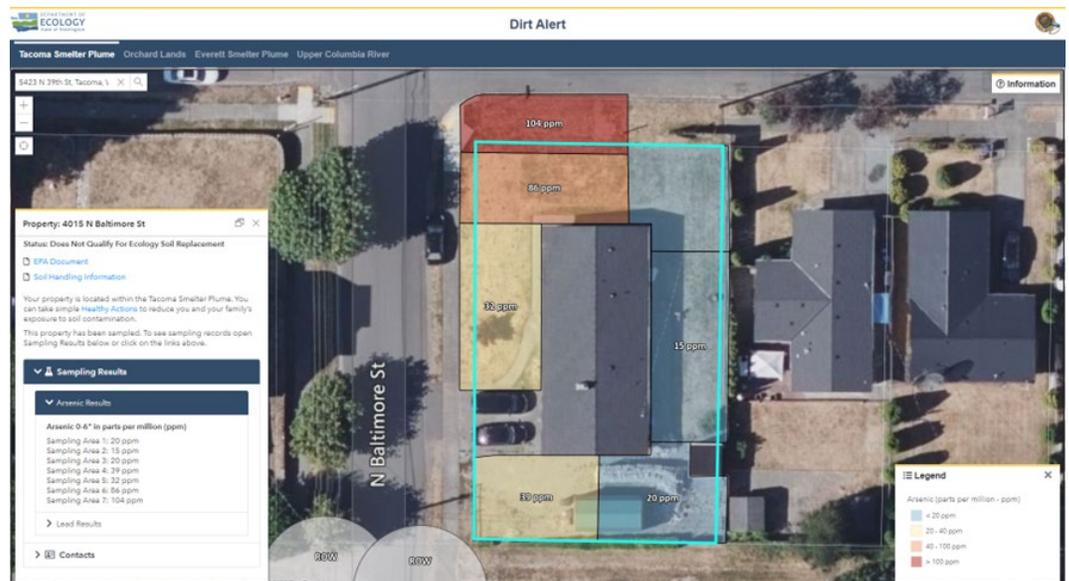 DEPARTMENT OF
ECOLOGY
State of Washington
Dirt Alert
Tacoma Smelter Plume Orchard Lands Everett Smelter Plume Upper Columbia River
5423 N 39th St, Tacoma,
Information
104 ppm
86 ppm
32 ppm
15 ppm
39 ppm
20 ppm
N Baltimore St
ROW
ROW
Property: 4015 N Baltimore St
Status: Does Not Qualify For Ecology Soil Replacement
EPA Document
Soil Handling Information
Your property is located within the Tacoma Smelter Plume. You
can take simple Healthy Actions to reduce you and your family's
exposure to soil contamination.
This property has been sampled. To see sampling records open
Sampling Results below or click on the links above.
Sampling Results
Arsenic Results
Arsenic 0-6" in parts per million (ppm)
Sampling Area 1: 20 ppm
Sampling Area 2: 15 ppm
Sampling Area 3: 20 ppm
Sampling Area 4: 39 ppm
Sampling Area 5: 32 ppm
Sampling Area 6: 86 ppm
Sampling Area 7: 104 ppm
Lead Results
Contacts
Legend
Arsenic (parts per million - ppm)
< 20 ppm
20 - 40 ppm
40 - 100 ppm
> 100 ppm